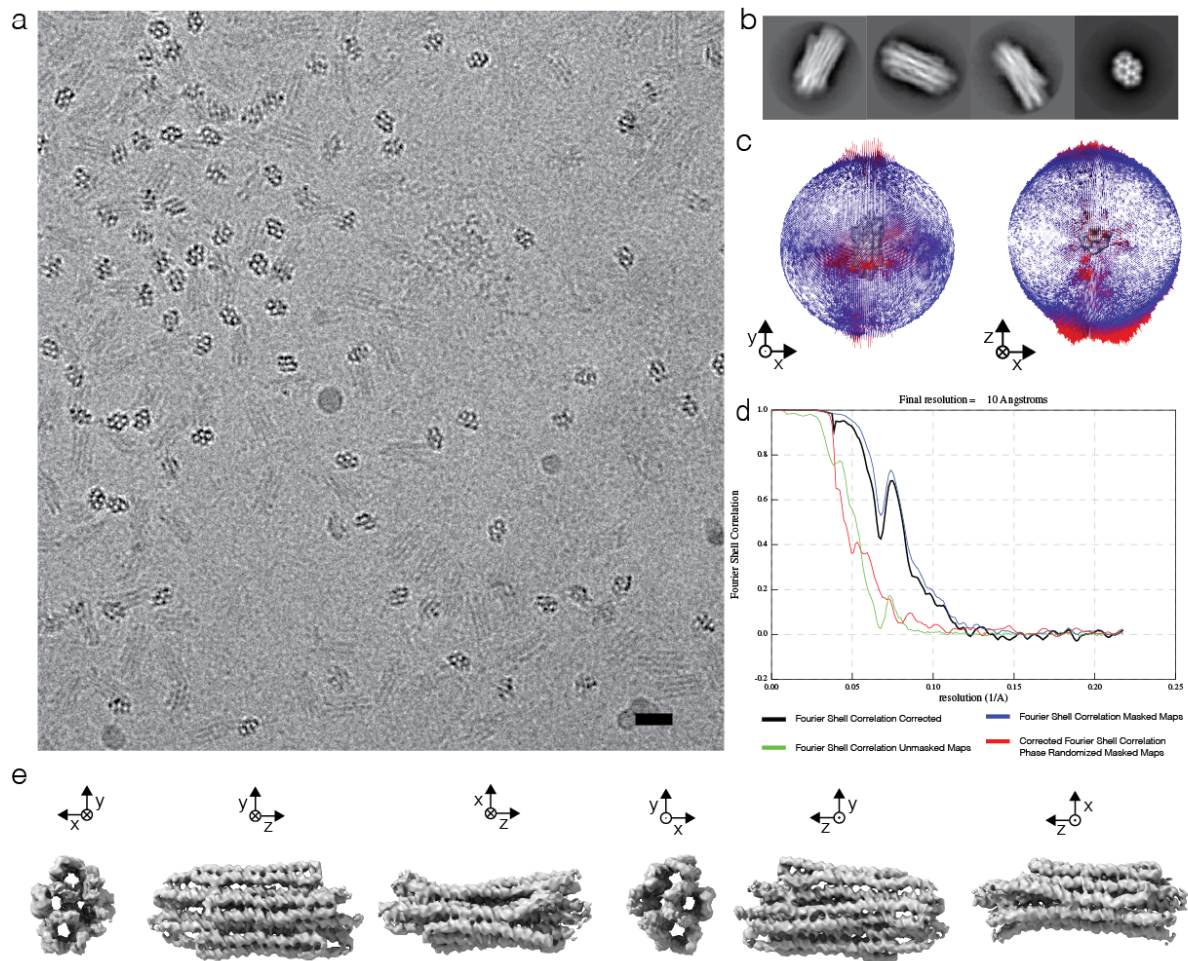 a
b
c
y
x
z
x
d
Final resolution = 10 Angstroms
Fourier Shell Correlation
1.0
0.8
0.6
0.4
0.2
0.0
-0.2
0.00
0.05
0.10
0.15
0.20
0.25
resolution (1/A)
Fourier Shell Correlation Corrected
Fourier Shell Correlation Masked Maps
Fourier Shell Correlation Unmasked Maps
Corrected Fourier Shell Correlation
Phase Randomized Masked Maps
e
y
x
y
z
x
z
y
x
y
z
x
z